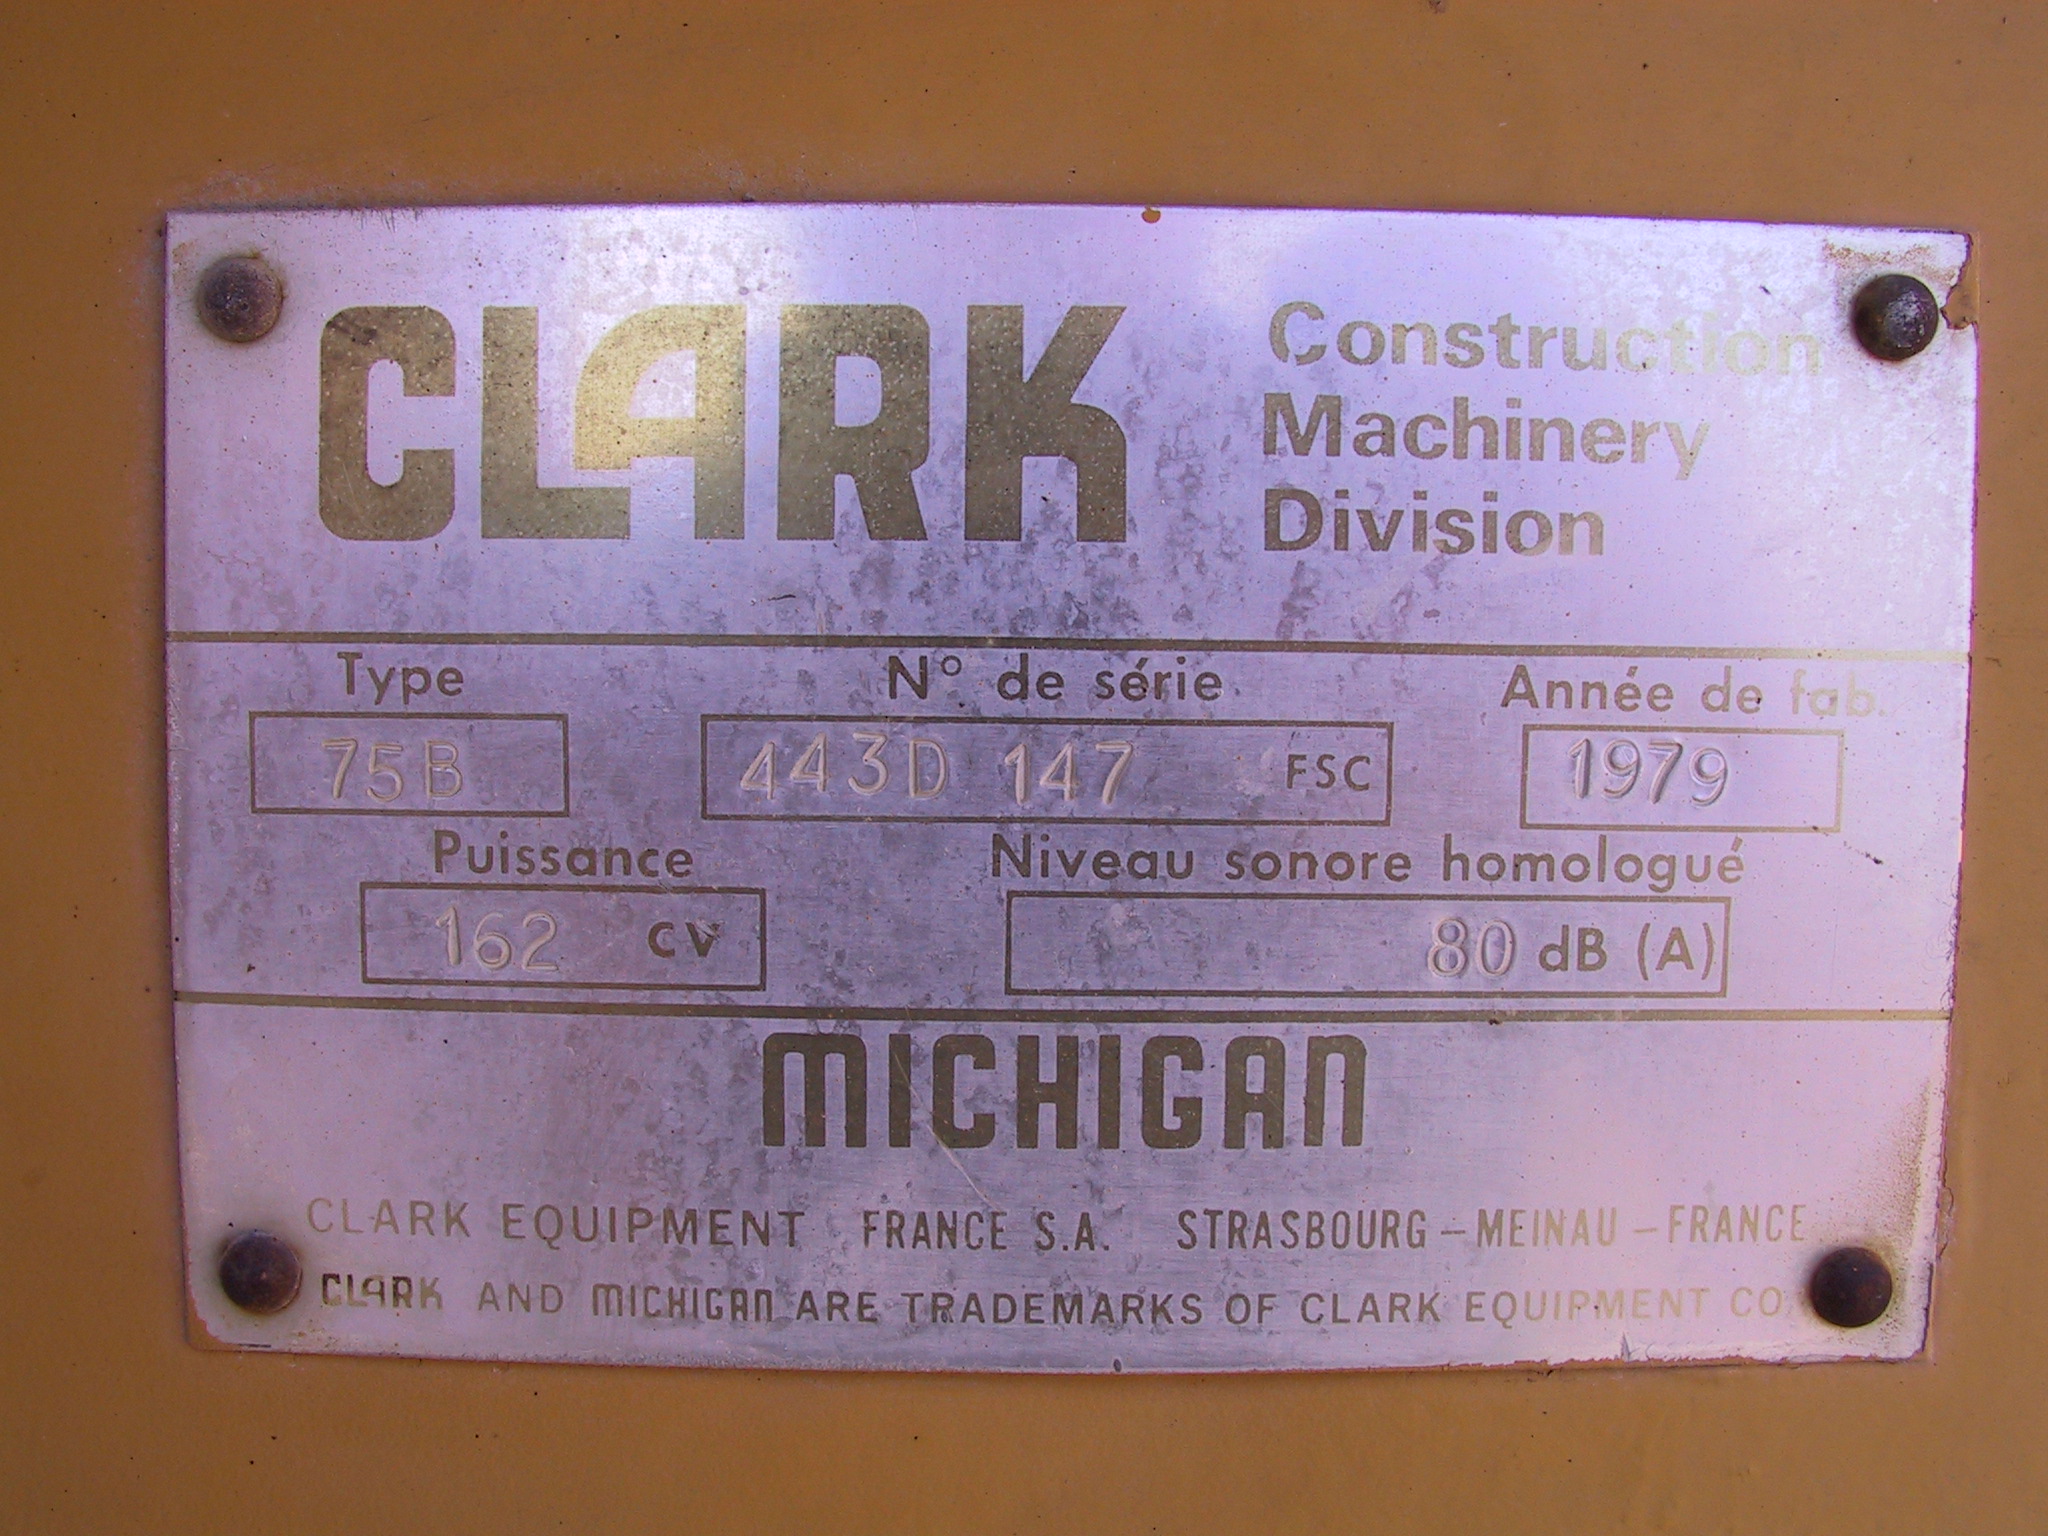 CLARK Construction
Machinery
Division
Type N° de série Année de fab.
75B 443D 147 FSC 1979
Puissance Niveau sonore homologué
162 CV 80 dB (A)
MICHIGAN
CLARK EQUIPMENT FRANCE S.A. STRASBOURG – MEINAU – FRANCE
CLARK AND MICHIGAN ARE TRADEMARKS OF CLARK EQUIPMENT CO